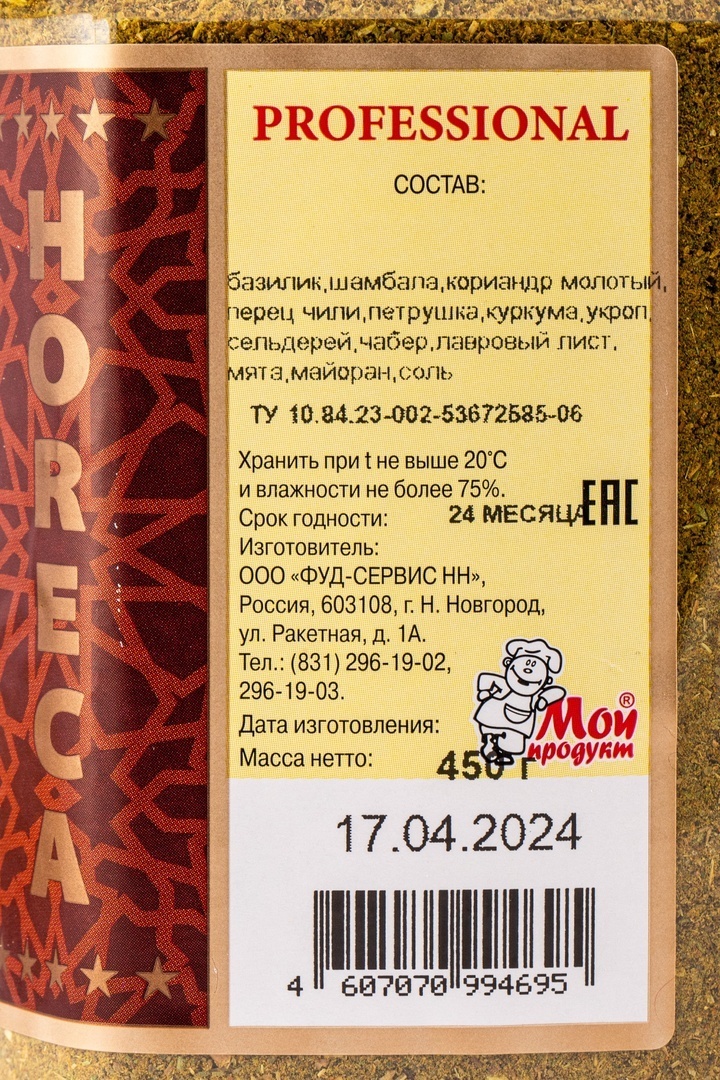 HORECA
PROFESSIONAL
СОСТАВ:
базилик,шамбала,кориандр молотый,
перец чили,петрушка,куркума,укроп,
сельдерей,чабер,лавровый лист,
мята,майоран,соль
ТУ 10.84.23-002-53672585-06
Хранить при t не выше 20°C
и влажности не более 75%.
Срок годности: 24 МЕСЯЦА
ЕАС
Изготовитель:
ООО «ФУД-СЕРВИС НН»,
Россия, 603108, г. Н. Новгород,
ул. Ракетная, д. 1А.
Тел.: (831) 296-19-02,
296-19-03.
Дата изготовления:
Масса нетто: 450 г
Мой продукт ®
17.04.2024
4 607070 994695